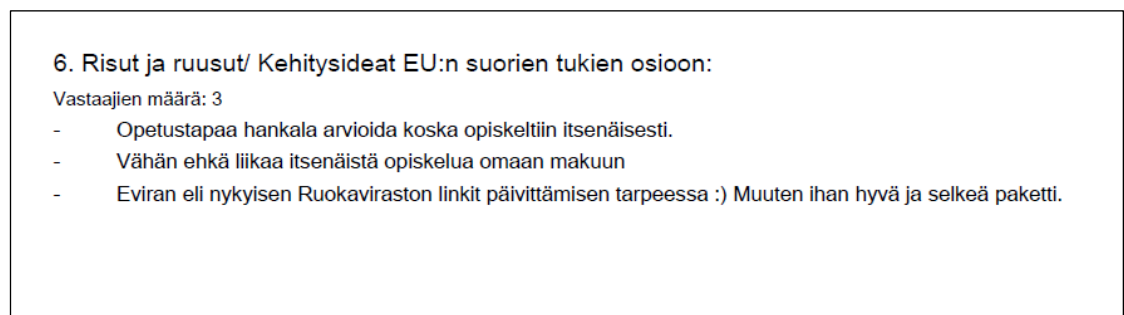 6. Risut ja ruusut/ Kehitysideat EU:n suorien tukien osioon:
Vastaajien määrä: 3
- Opetustapaa hankala arvioida koska opiskeltiin itsenäisesti.
- Vähän ehkä liikaa itsenäistä opiskelua omaan makuun
- Eviran eli nykyisen Ruokaviraston linkit päivittämisen tarpeessa :) Muuten ihan hyvä ja selkeä paketti.